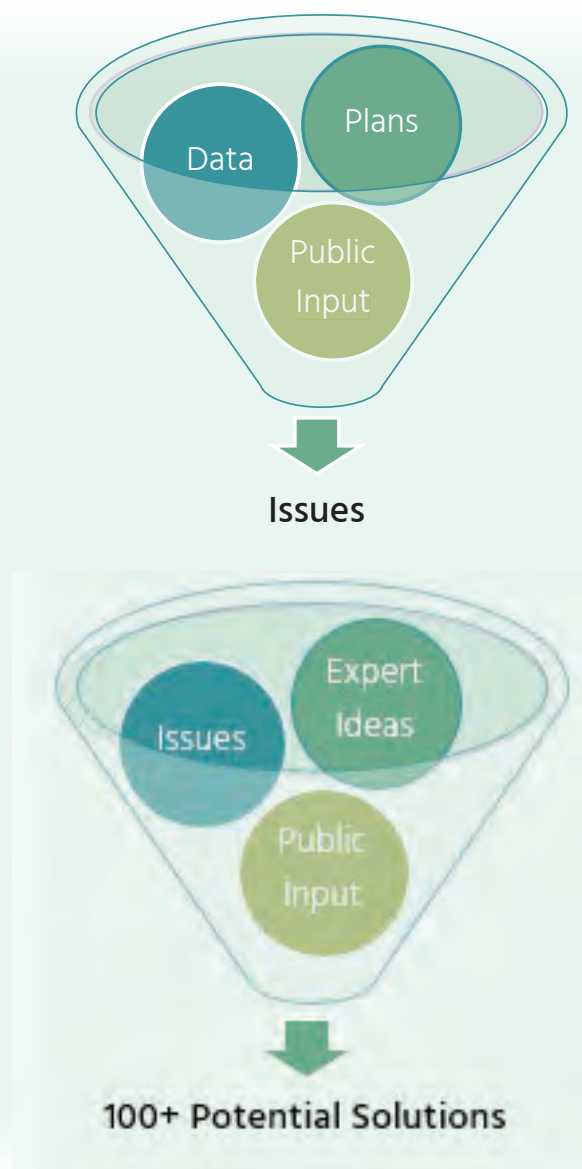 Plans
Data
Public
Input
Issues
Expert
Ideas
Issues
Public
Input
100+ Potential Solutions